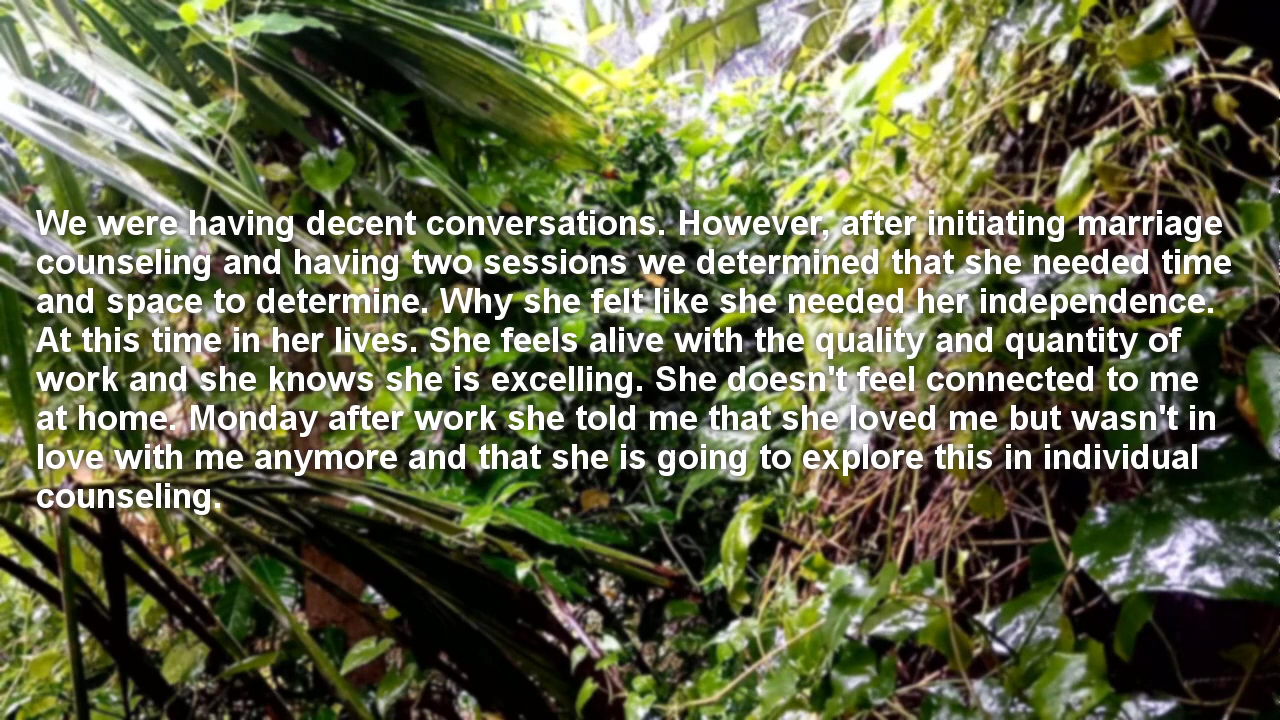 We were having decent conversations. However, after initiating marriage
counseling and having two sessions we determined that she needed time
and space to determine. Why she felt like she needed her independence.
At this time in her lives. She feels alive with the quality and quantity of
work and she knows she is excelling. She doesn't feel connected to me
at home. Monday after work she told me that she loved me but wasn't in
love with me anymore and that she is going to explore this in individual
counseling.